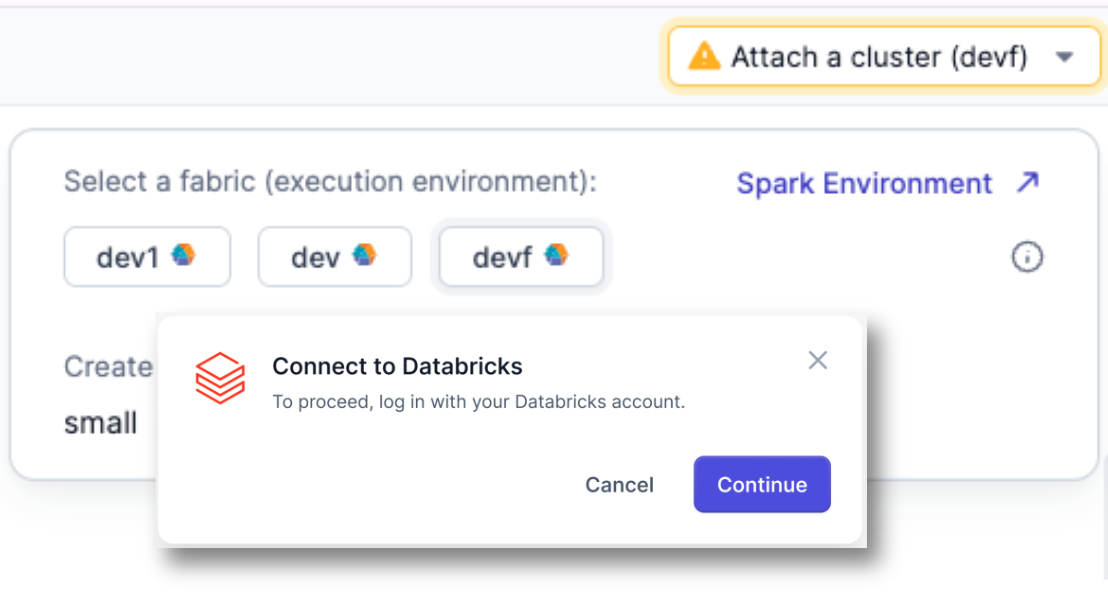 Attach a cluster (devf)
Select a fabric (execution environment):
Spark Environment
dev1
dev
devf
Create
small
Connect to Databricks
To proceed, log in with your Databricks account.
Cancel
Continue